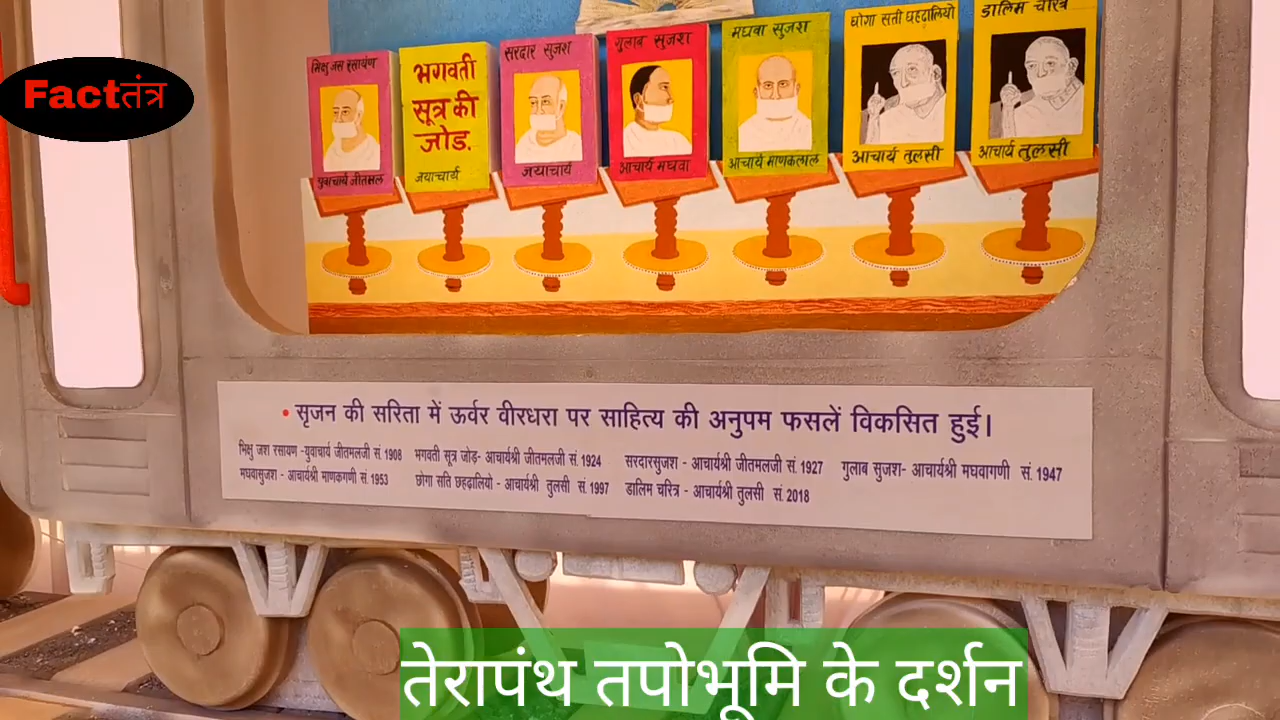 Factतंत्र
भिक्षु जस रसायण
युवाचार्य जीतमल
भगवती
सूत्र की
जोड़.
जयाचार्य
सरदार सुजश
जयाचार्य
गुलाब सुजश
आचार्य मघवा
मघवा सुजश
आचार्य माणकलाल
छोगा सती छहढ़ालियो
आचार्य तुलसी
डालिम चरित्र
आचार्य तुलसी
• सृजन की सरिता में ऊर्वर वीरधरा पर साहित्य की अनुपम फसलें विकसित हुई।
भिक्षु जश रसायण -युवाचार्य जीतमलजी सं. 1908 भगवती सूत्र जोड़- आचार्यश्री जीतमलजी सं. 1924 सरदारसुजश - आचार्यश्री जीतमलजी सं. 1927 गुलाब सुजश- आचार्यश्री मघवागणी सं. 1947
मघवासुजश - आचार्यश्री माणकगणी सं. 1953 छोगा सति छहढ़ालियो - आचार्यश्री तुलसी सं. 1997 डालिम चरित्र - आचार्यश्री तुलसी सं. 2018
तेरापंथ तपोभूमि के दर्शन